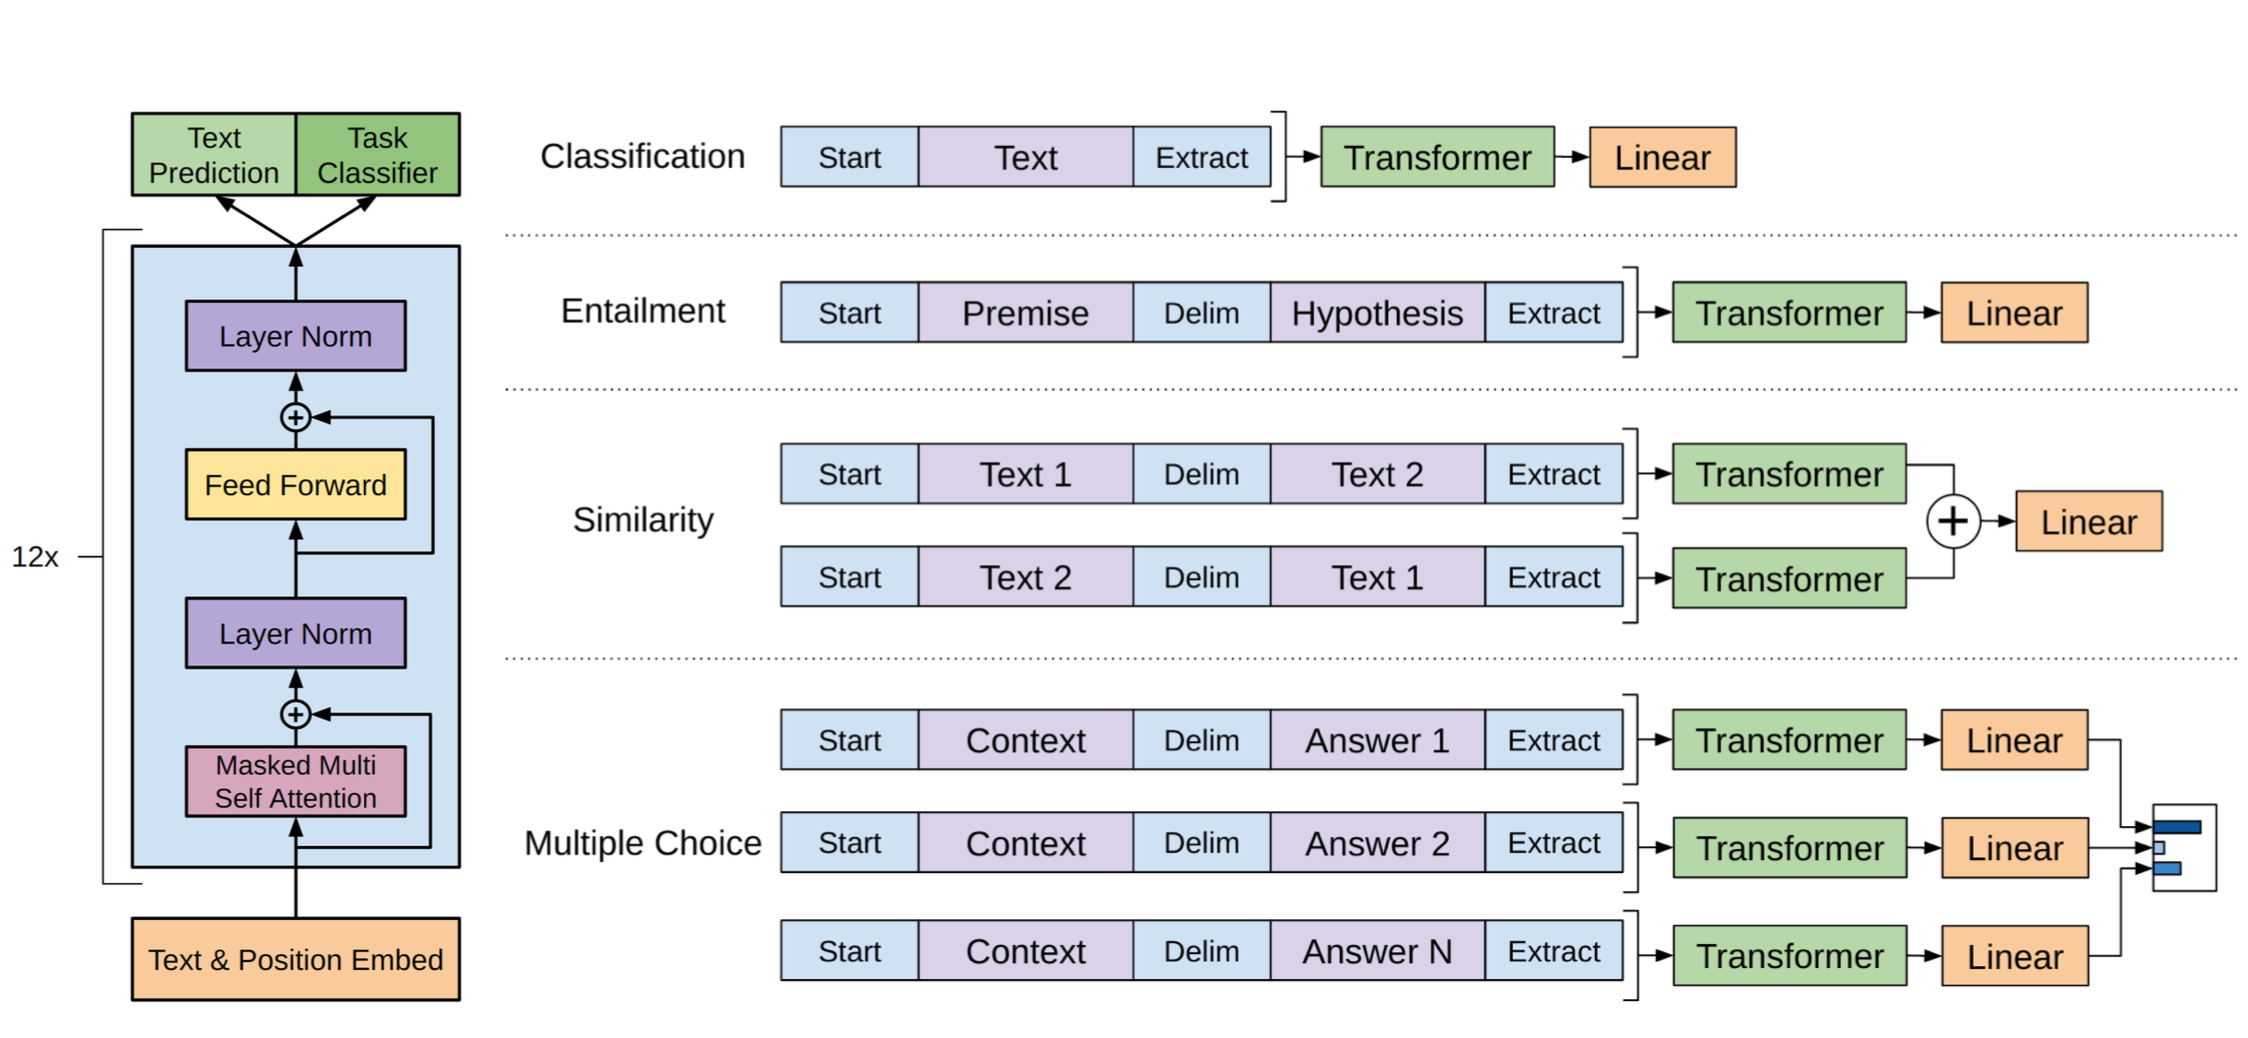 Text
Prediction
Task
Classifier
12x
Layer Norm
Feed Forward
Layer Norm
Masked Multi
Self Attention
Text & Position Embed
Classification
Start Text Extract Transformer Linear
Entailment
Start Premise Delim Hypothesis Extract Transformer Linear
Similarity
Start Text 1 Delim Text 2 Extract Transformer
Start Text 2 Delim Text 1 Extract Transformer
Linear
Multiple Choice
Start Context Delim Answer 1 Extract Transformer Linear
Start Context Delim Answer 2 Extract Transformer Linear
Start Context Delim Answer N Extract Transformer Linear